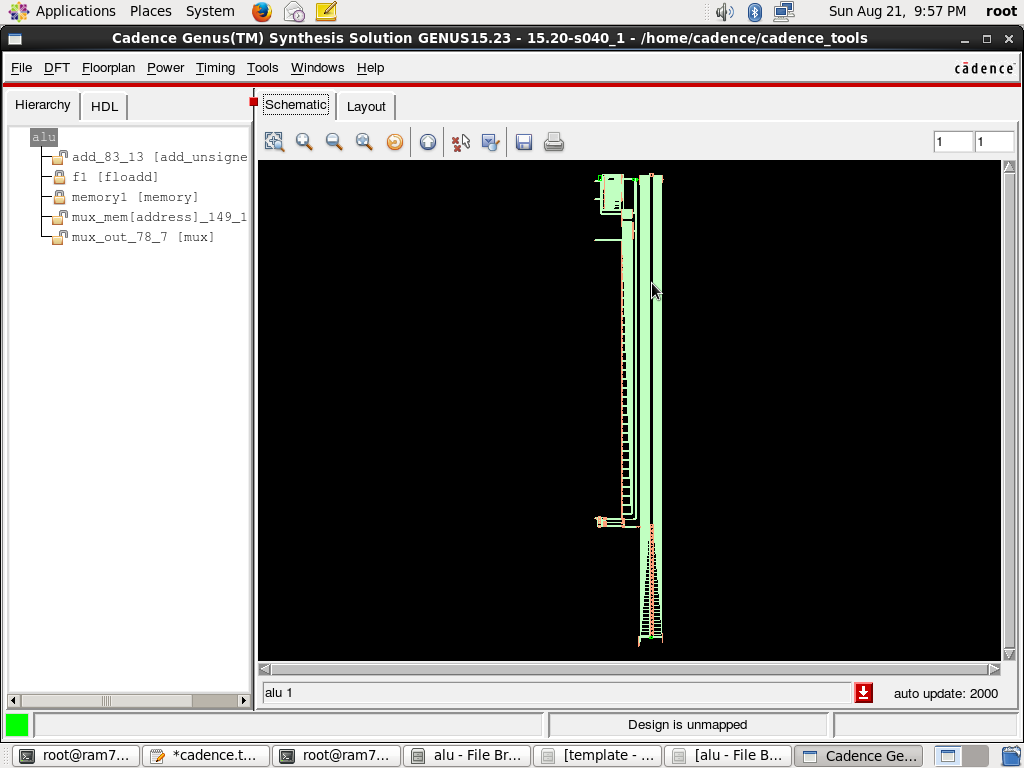 Applications Places System Sun Aug 21, 9:57 PM root
Cadence Genus(TM) Synthesis Solution GENUS15.23 - 15.20-s040_1 - /home/cadence/cadence_tools
File DFT Floorplan Power Timing Tools Windows Help cādence
Hierarchy HDL Schematic Layout
1 1
alu
add_83_13 [add_unsigne
f1 [floadd]
memory1 [memory]
mux_mem[address]_149_1
mux_out_78_7 [mux]
alu 1 auto update: 2000
Design is unmapped
root@ram7... *cadence.t... root@ram7... alu - File Br... [template - ... [alu - File B... Cadence Ge...